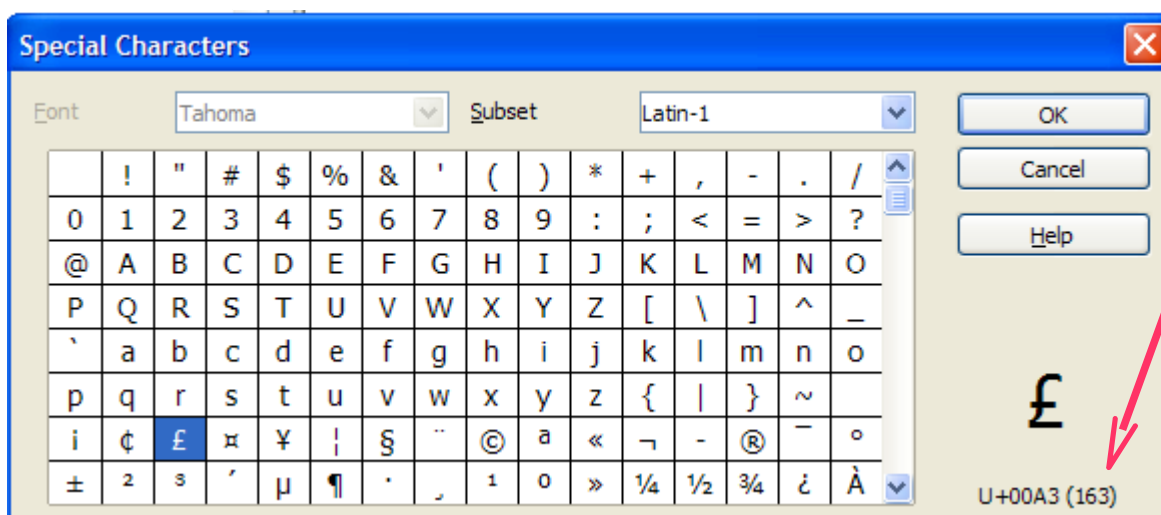 Special Characters
Font Tahoma Subset Latin-1 OK
! " # $ % & ' ( ) * + , - . / Cancel
0 1 2 3 4 5 6 7 8 9 : ; < = > ? Help
@ A B C D E F G H I J K L M N O
P Q R S T U V W X Y Z [ \ ] ^ _
` a b c d e f g h i j k l m n o
p q r s t u v w x y z { | } ~
¡ ¢ £ ¤ ¥ ¦ § ¨ © ª « ¬ - ® ¯ ° £
± ² ³ ´ µ ¶ · ¸ ¹ º » ¼ ½ ¾ ¿ À U+00A3 (163)